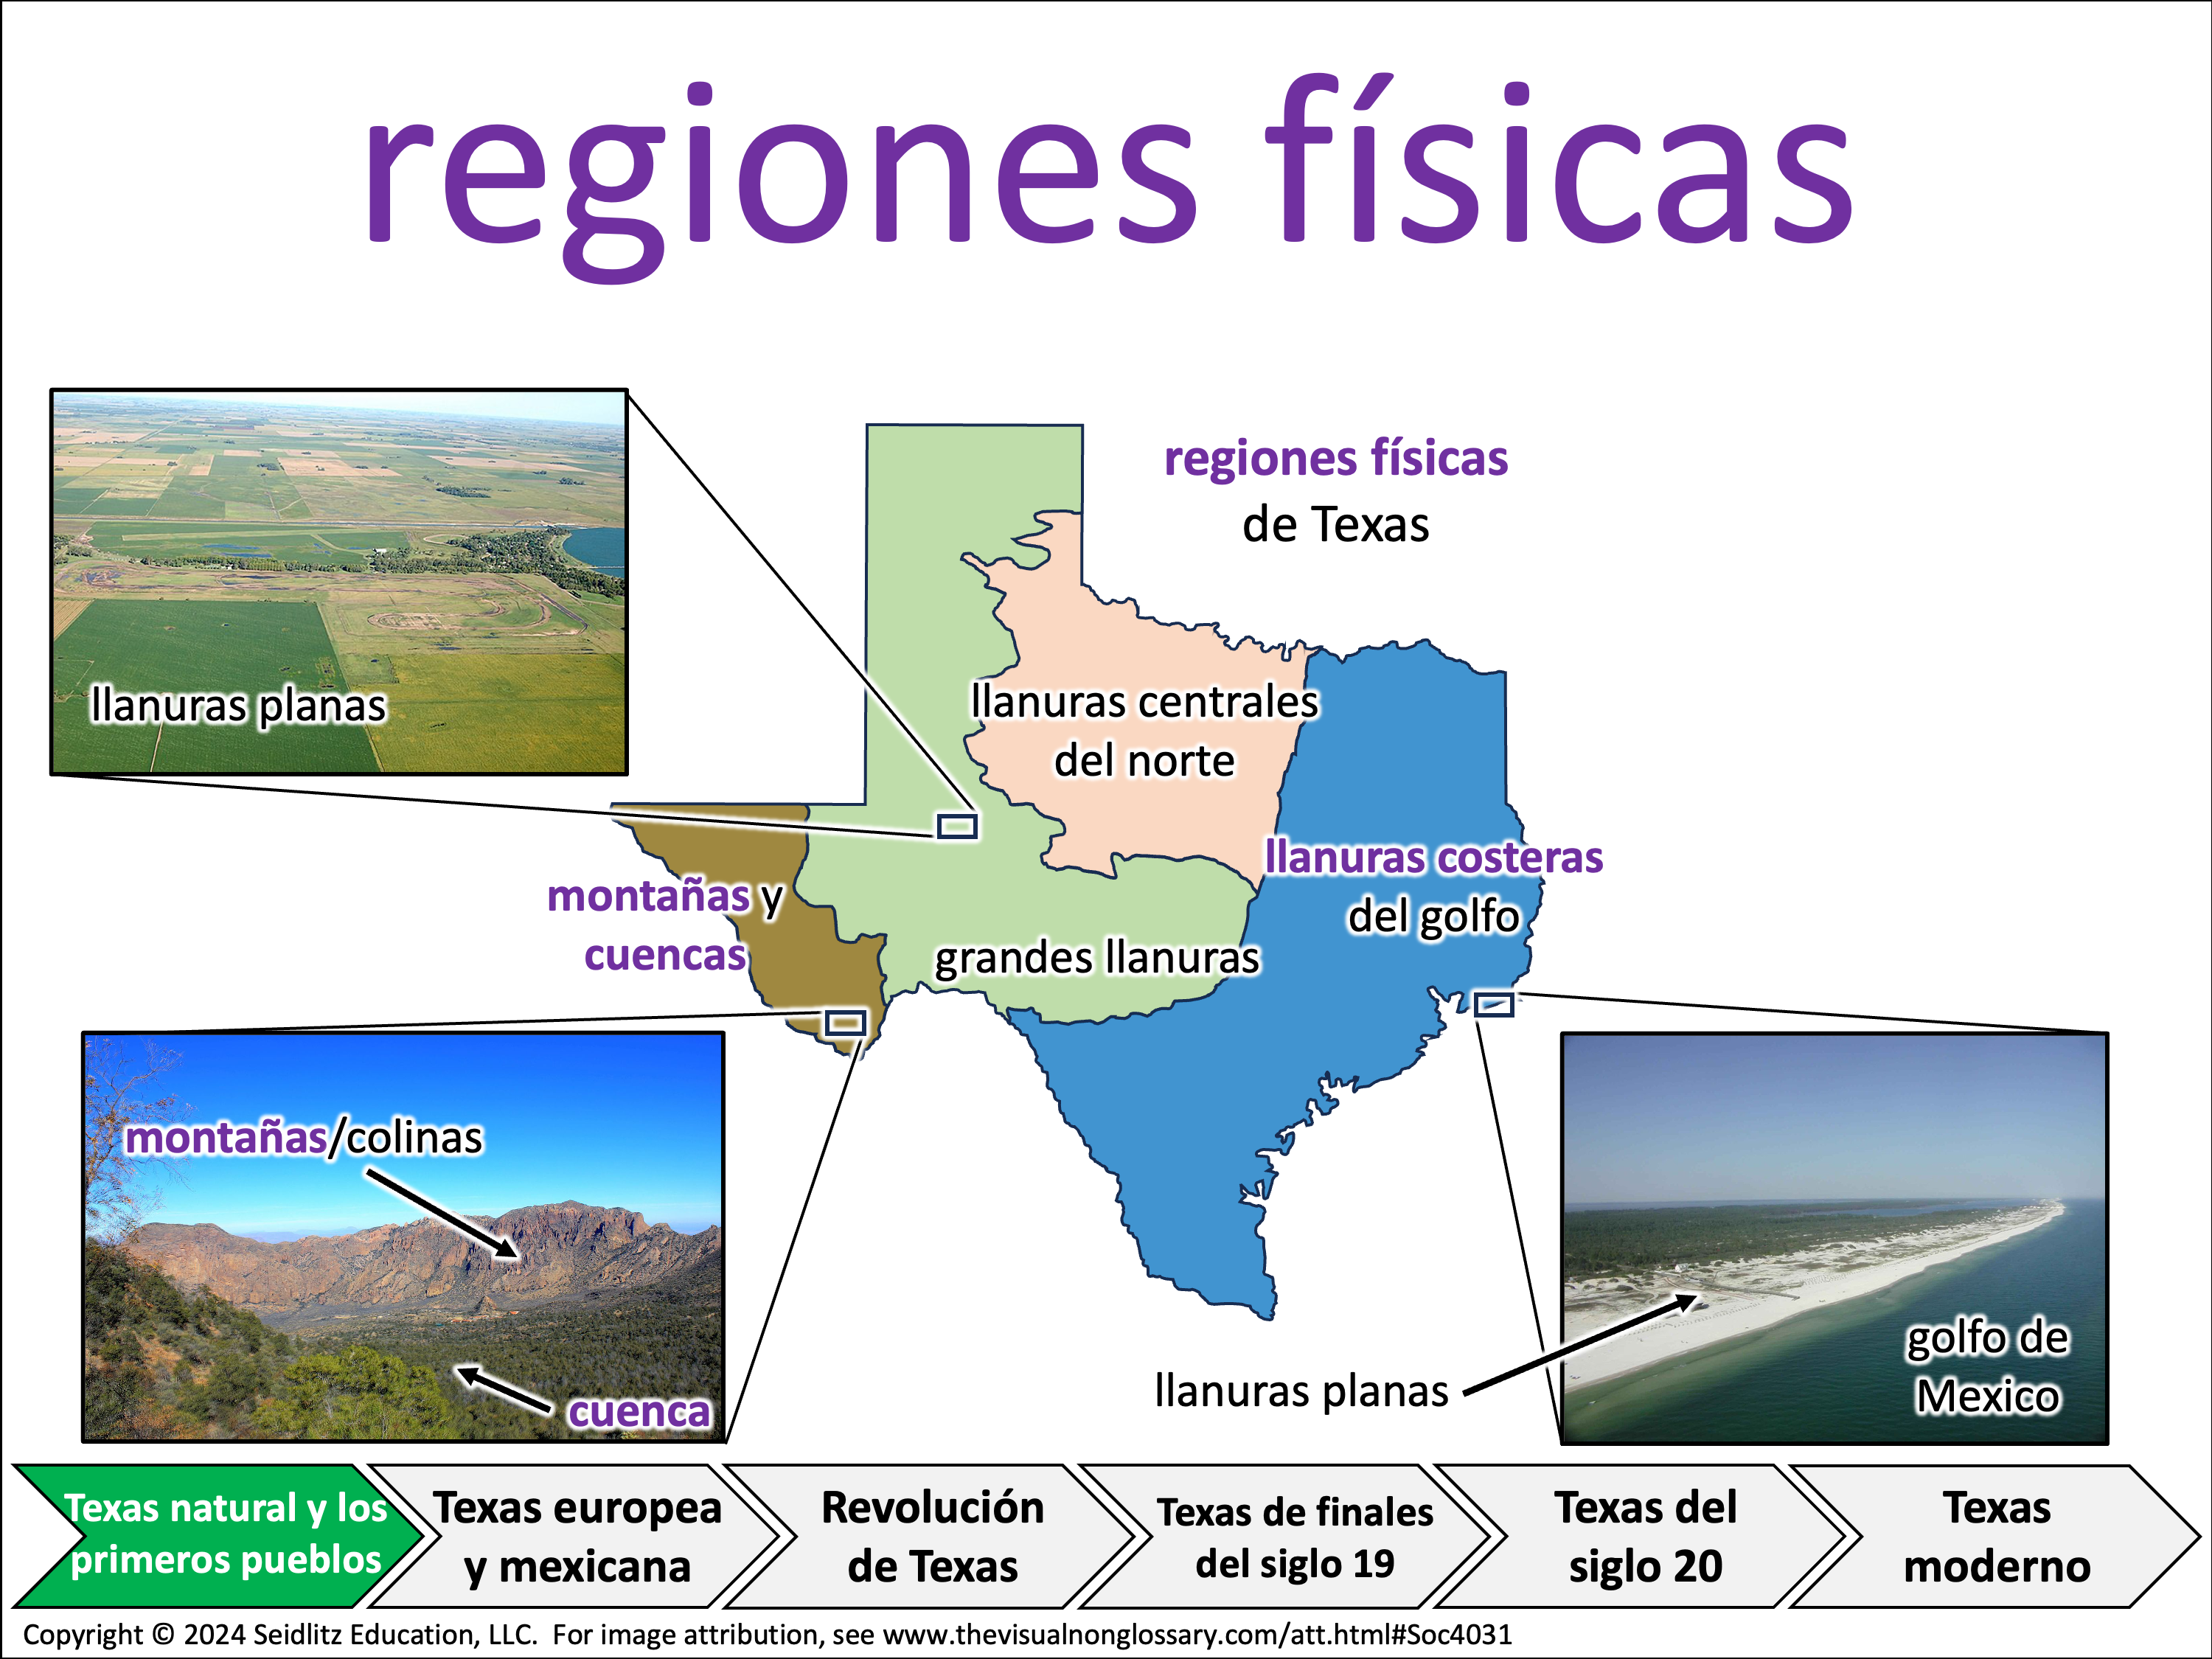 regiones físicas
regiones físicas
de Texas
llanuras planas
llanuras centrales
del norte
llanuras costeras
del golfo
montañas y
cuencas
grandes llanuras
montañas/colinas
cuenca
llanuras planas
golfo de
Mexico
Texas natural y los
primeros pueblos
Texas europea
y mexicana
Revolución
de Texas
Texas de finales
del siglo 19
Texas del
siglo 20
Texas
moderno
Copyright © 2024 Seidlitz Education, LLC.  For image attribution, see www.thevisualnonglossary.com/att.html#Soc4031